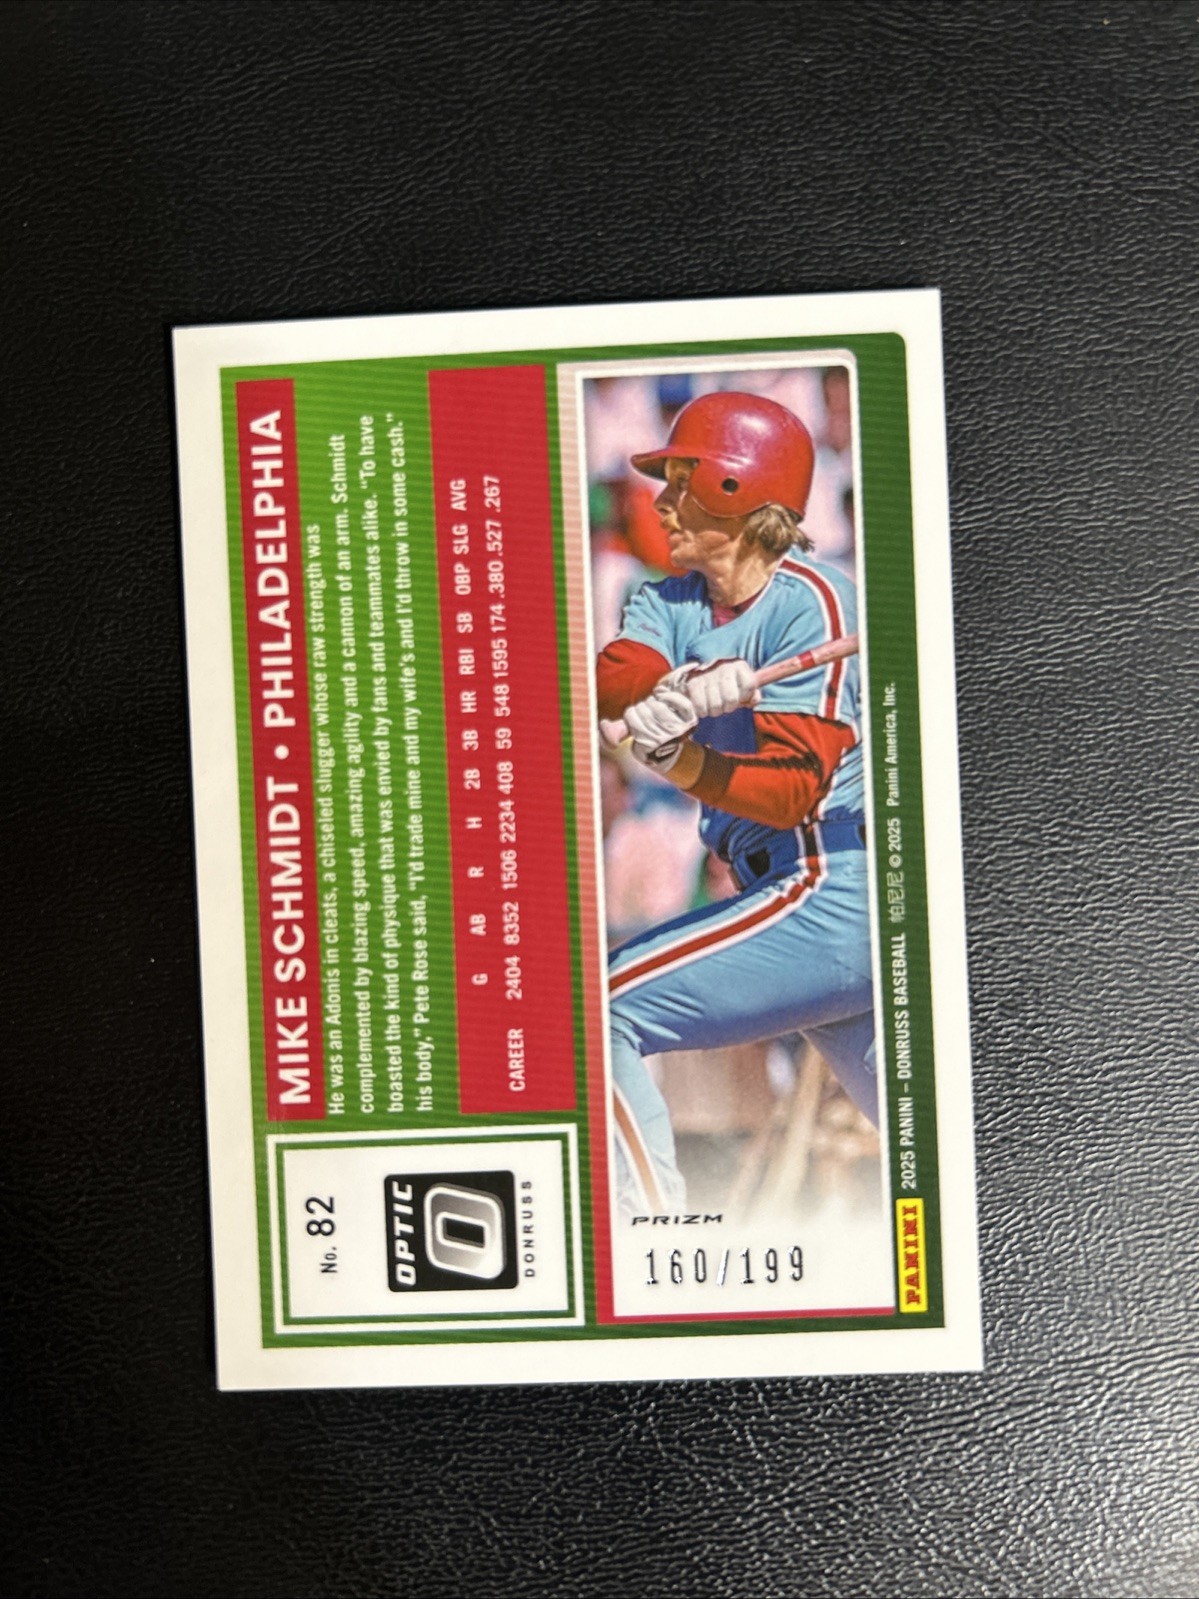 No. 82
OPTIC
DONRUSS
MIKE SCHMIDT • PHILADELPHIA
He was an Adonis in cleats, a chiseled slugger whose raw strength was
complemented by blazing speed, amazing agility and a cannon of an arm. Schmidt
boasted the kind of physique that was envied by fans and teammates alike. "To have
his body," Pete Rose said, "I'd trade mine and my wife's and I'd throw in some cash."
G AB R H 2B 3B HR RBI SB OBP SLG AVG
CAREER 2404 8352 1506 2234 408 59 548 1595 174 .380 .527 .267
PRIZM
160/199
PANINI
2025 PANINI – DONRUSS BASEBALL 帕尼尼 © 2025 Panini America, Inc.